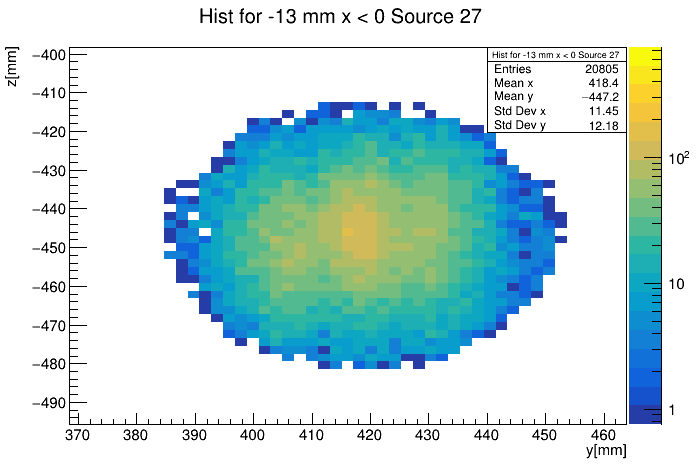 Hist for -13 mm x < 0 Source 27
z[mm]
Hist for -13 mm x < 0 Source 27
Entries 20805
Mean x 418.4
Mean y −447.2
Std Dev x 11.45
Std Dev y 12.18
−400
−410
−420
−430
−440
−450
−460
−470
−480
−490
10²
10
1
370 380 390 400 410 420 430 440 450 460
y[mm]